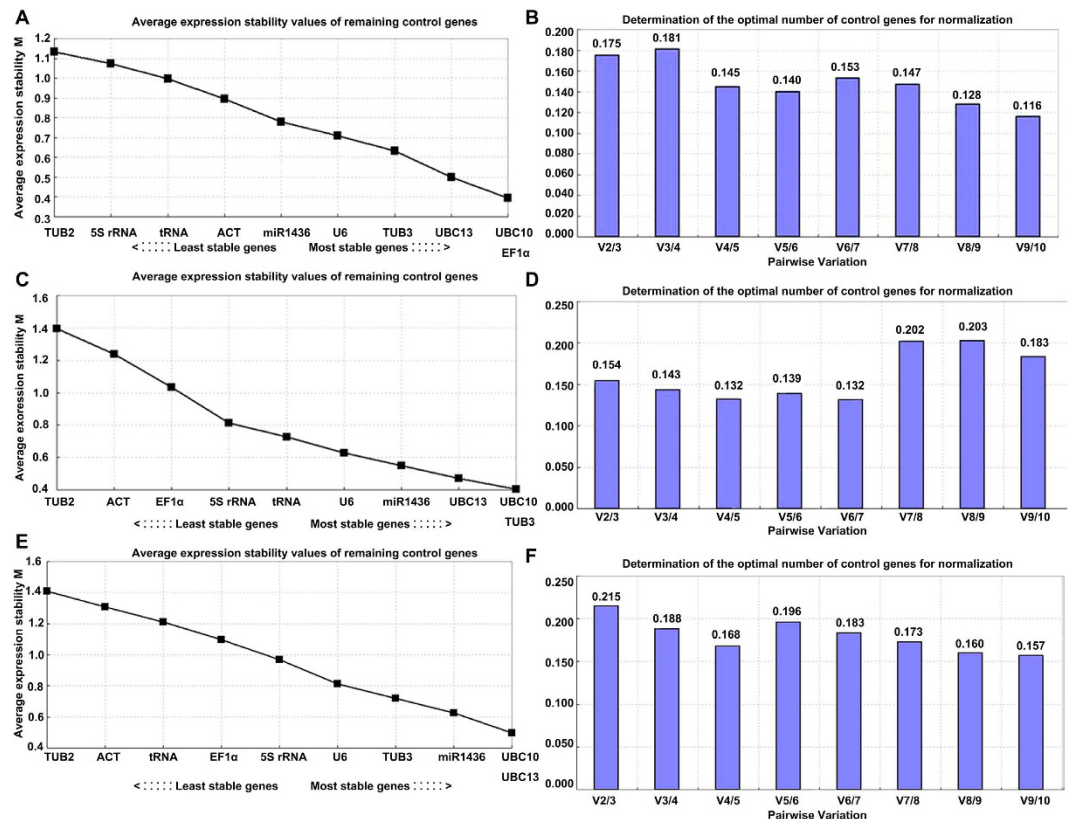 A
Average expression stability values of remaining control genes
Average expression stability M
1.2
1.1
1.0
0.9
0.8
0.7
0.6
0.5
0.4
0.3
TUB2 5S rRNA tRNA ACT miR1436 U6 TUB3 UBC13 UBC10
EF1α
<::::: Least stable genes Most stable genes :::::>
B
Determination of the optimal number of control genes for normalization
0.200
0.180
0.160
0.140
0.120
0.100
0.080
0.060
0.040
0.020
0.000
0.175 0.181 0.145 0.140 0.153 0.147 0.128 0.116
V2/3 V3/4 V4/5 V5/6 V6/7 V7/8 V8/9 V9/10
Pairwise Variation
C
Average expression stability values of remaining control genes
Average expression stability M
1.6
1.4
1.2
1.0
0.8
0.6
0.4
TUB2 ACT EF1α 5S rRNA tRNA U6 miR1436 UBC13 UBC10
TUB3
<::::: Least stable genes Most stable genes :::::>
D
Determination of the optimal number of control genes for normalization
0.250
0.200
0.150
0.100
0.050
0.000
0.154 0.143 0.132 0.139 0.132 0.202 0.203 0.183
V2/3 V3/4 V4/5 V5/6 V6/7 V7/8 V8/9 V9/10
Pairwise Variation
E
Average expression stability values of remaining control genes
Average expression stability M
1.6
1.4
1.2
1.0
0.8
0.6
0.4
TUB2 ACT tRNA EF1α 5S rRNA U6 TUB3 miR1436 UBC10
UBC13
<::::: Least stable genes Most stable genes :::::>
F
Determination of the optimal number of control genes for normalization
0.250
0.200
0.150
0.100
0.050
0.000
0.215 0.188 0.168 0.196 0.183 0.173 0.160 0.157
V2/3 V3/4 V4/5 V5/6 V6/7 V7/8 V8/9 V9/10
Pairwise Variation